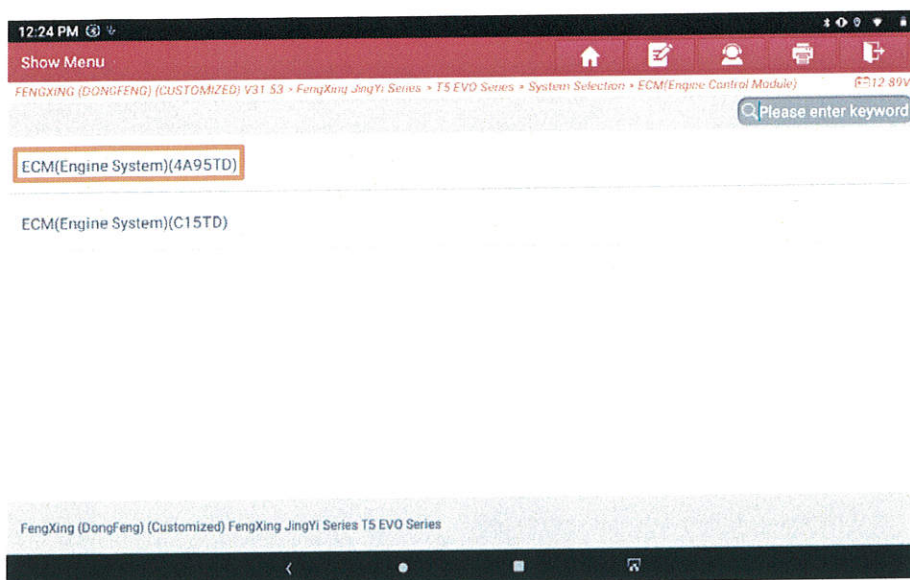 12:24 PM
Show Menu
FENGXING (DONGFENG) (CUSTOMIZED) V31.53 > FengXing JingYi Series > T5 EVO Series > System Selection > ECM(Engine Control Module)
12.89V
Please enter keyword
ECM(Engine System)(4A95TD)
ECM(Engine System)(C15TD)
FengXing (DongFeng) (Customized) FengXing JingYi Series T5 EVO Series